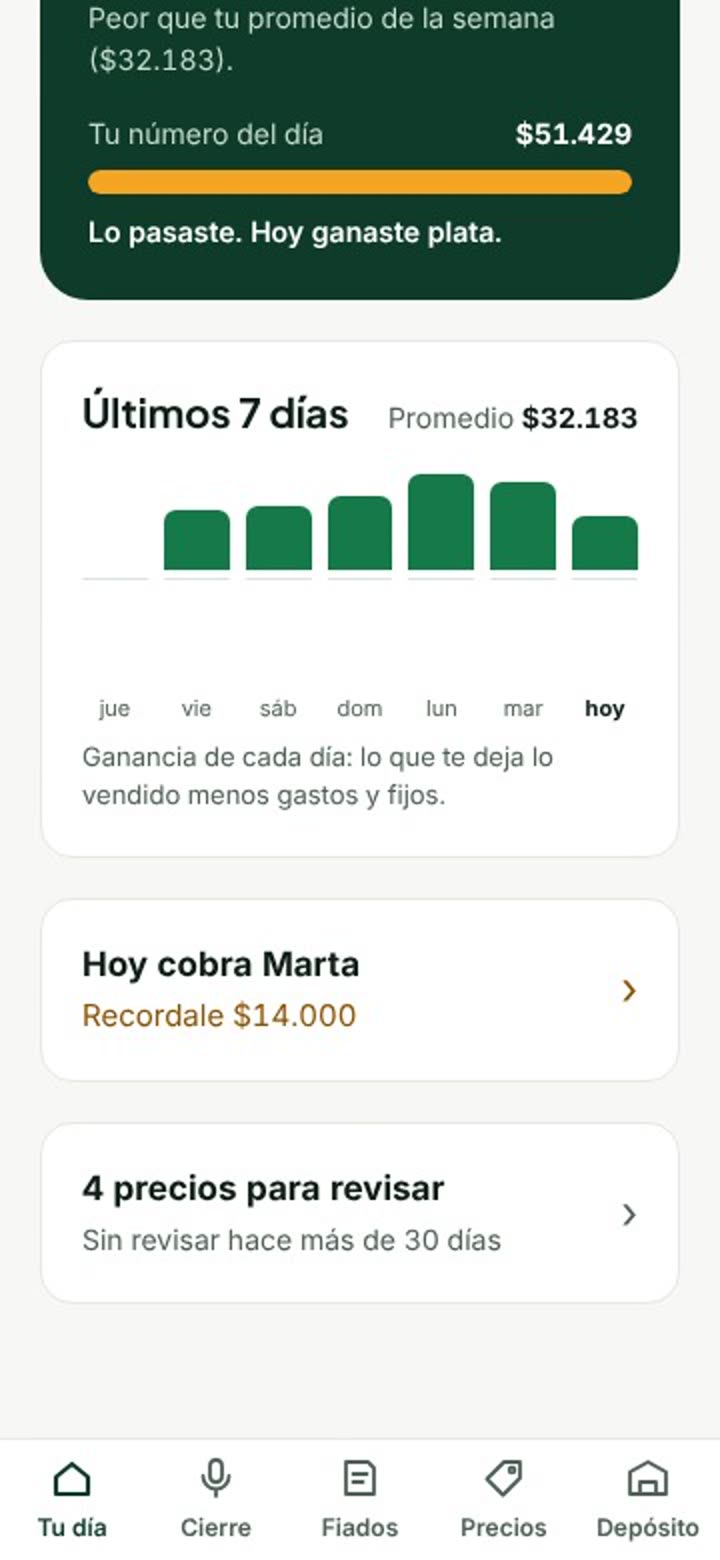 Peor que tu promedio de la semana
($32.183).
Tu número del día $51.429
Lo pasaste. Hoy ganaste plata.
Últimos 7 días Promedio $32.183
jue vie sáb dom lun mar hoy
Ganancia de cada día: lo que te deja lo
vendido menos gastos y fijos.
Hoy cobra Marta
Recordale $14.000
4 precios para revisar
Sin revisar hace más de 30 días
Tu día Cierre Fiados Precios Depósito